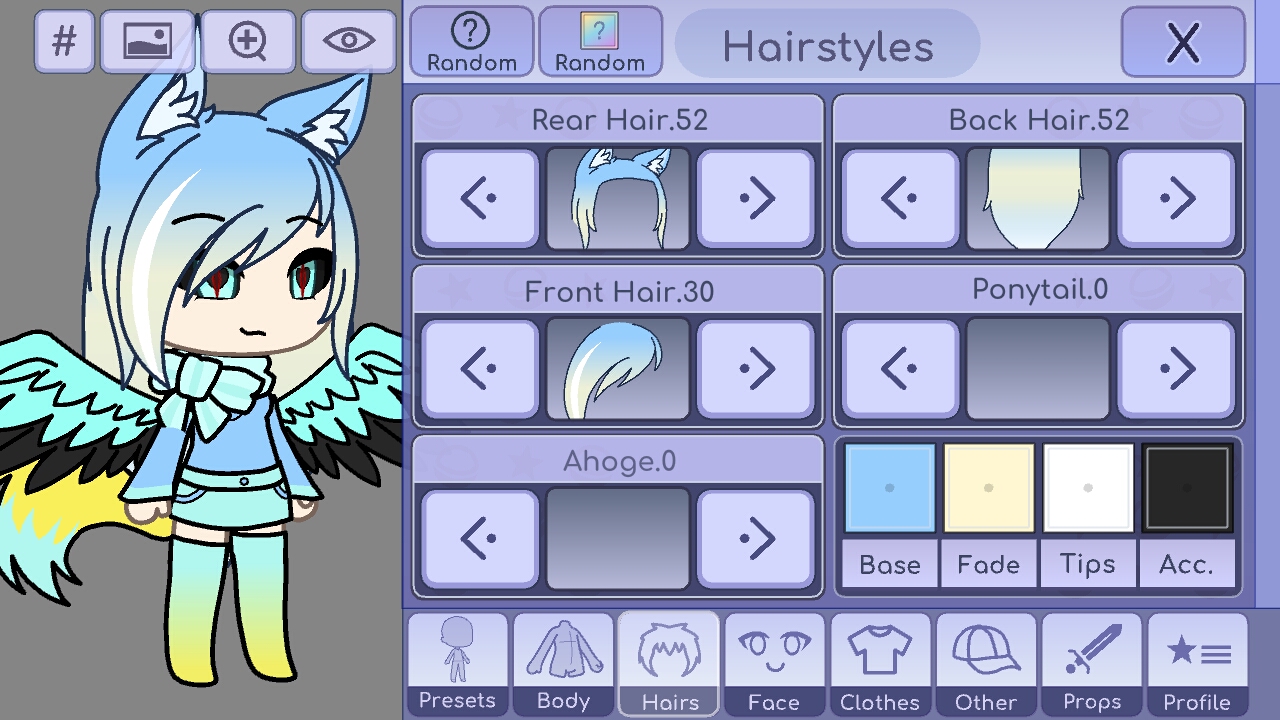 #
? Random
? Random
Hairstyles
X
Rear Hair.52
Back Hair.52
Front Hair.30
Ponytail.0
Ahoge.0
Base
Fade
Tips
Acc.
Presets
Body
Hairs
Face
Clothes
Other
Props
Profile